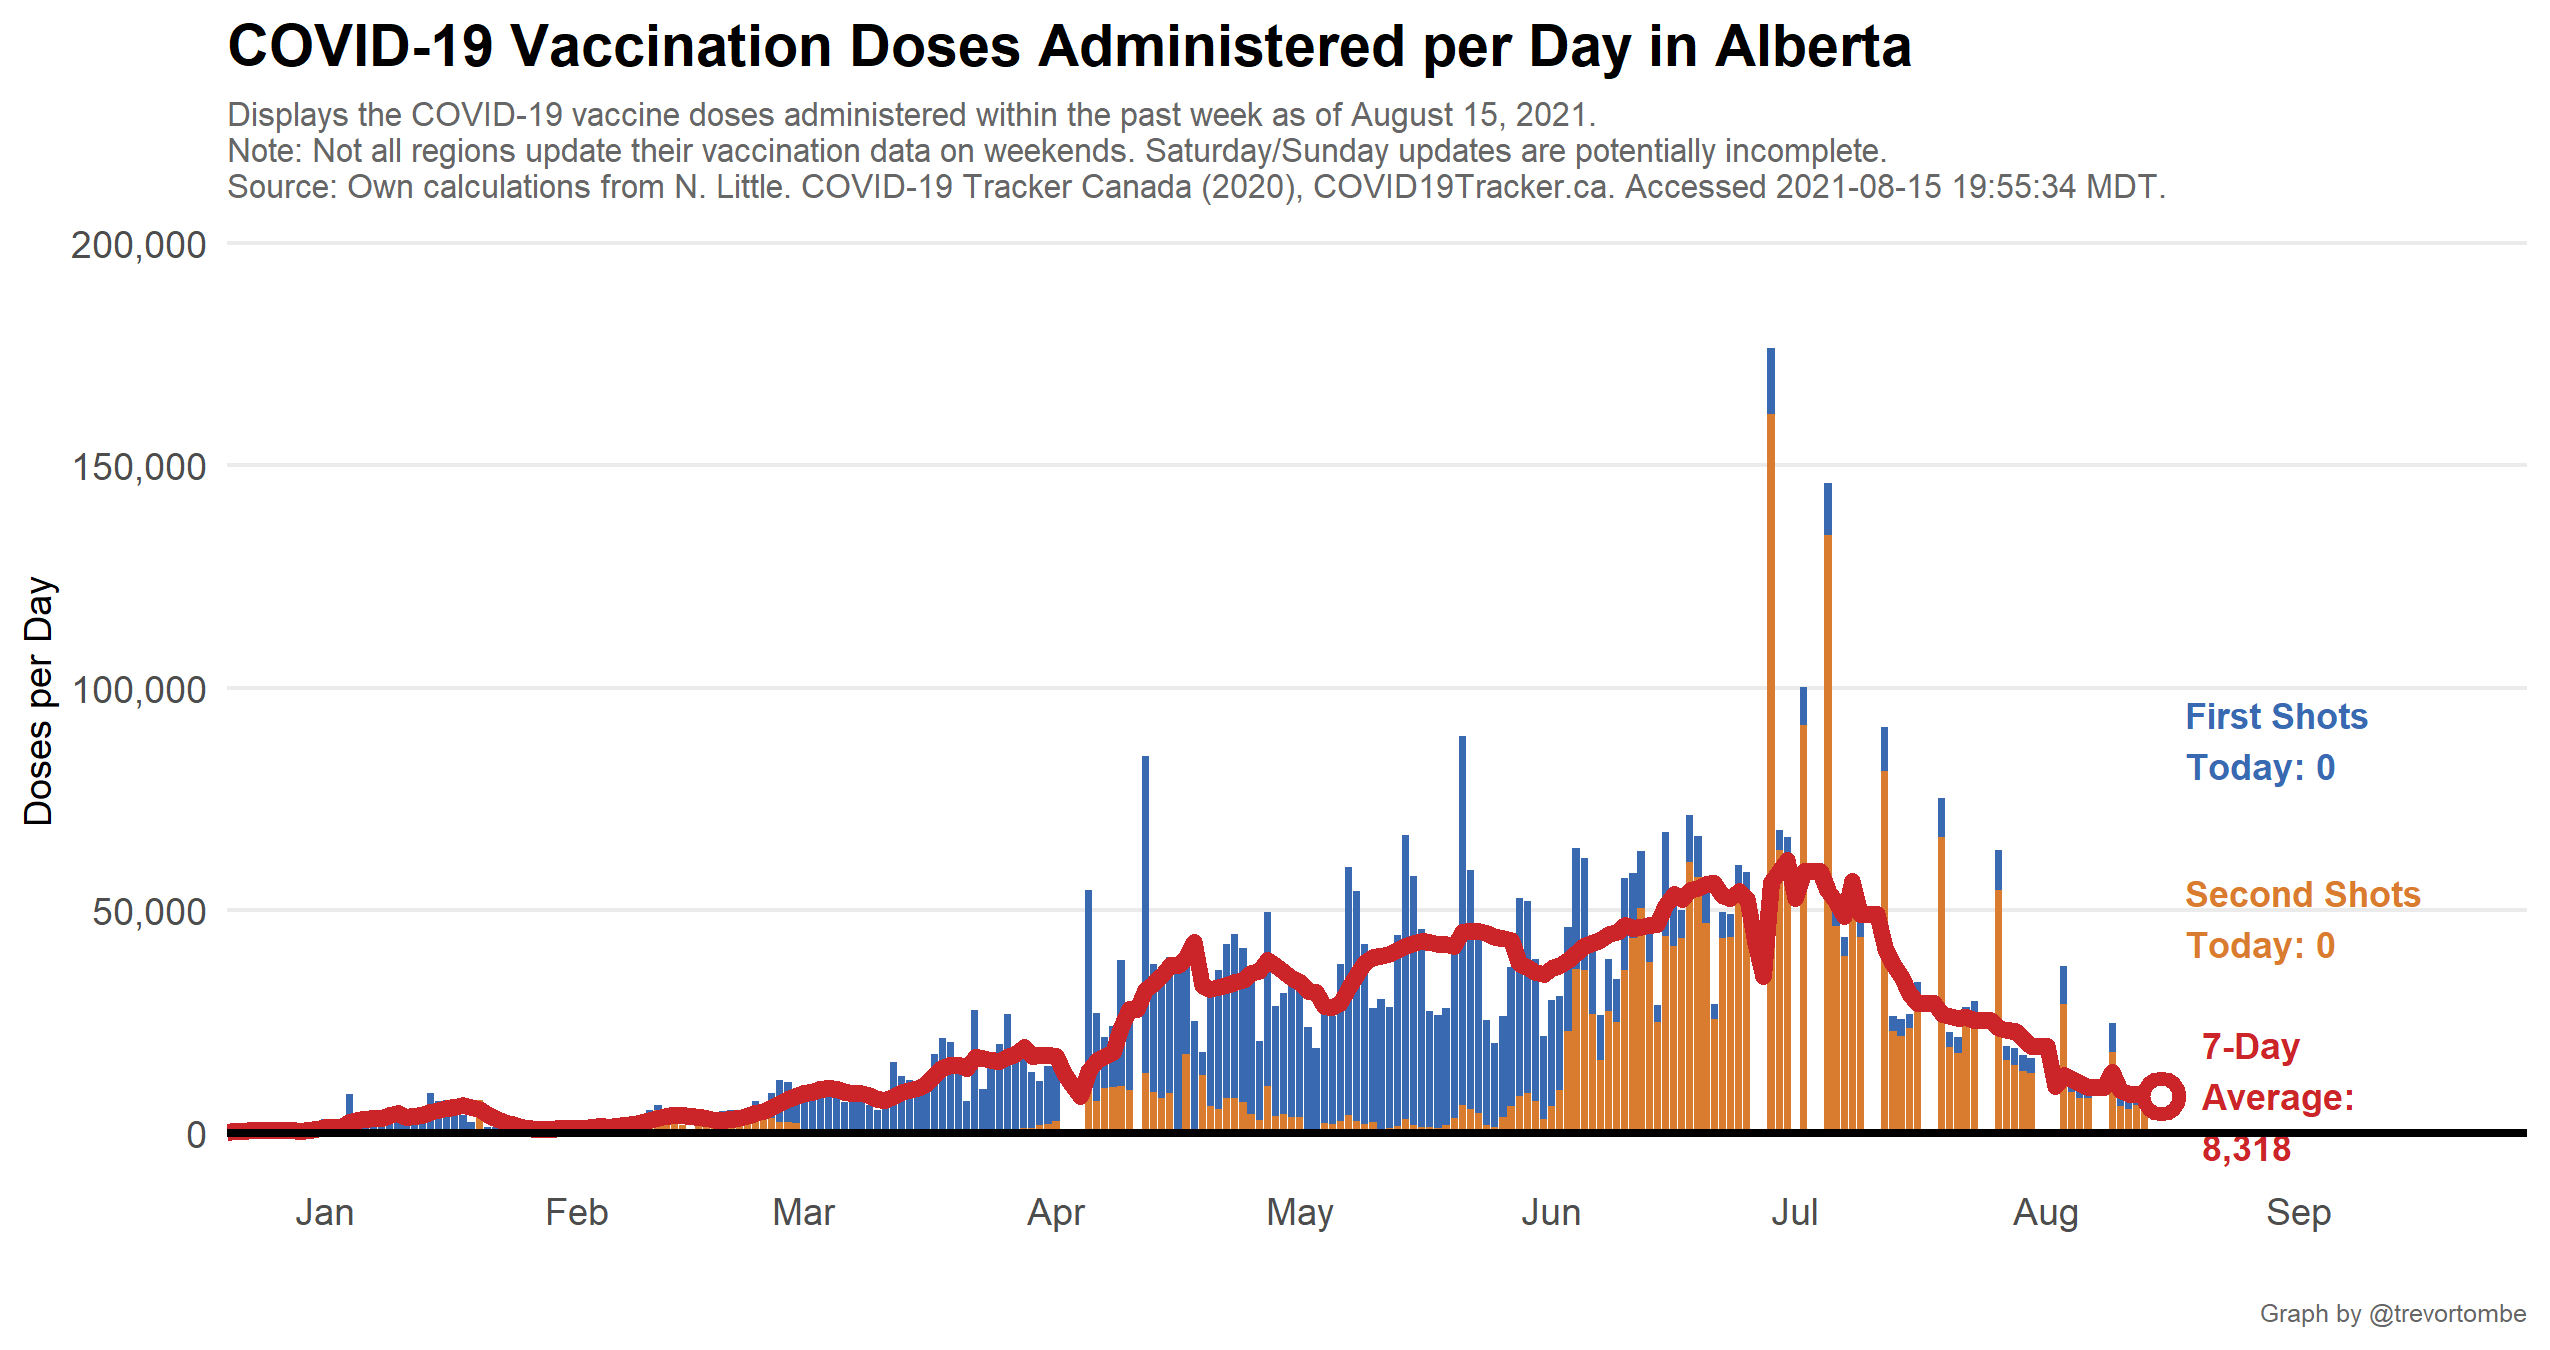 COVID-19 Vaccination Doses Administered per Day in Alberta
Displays the COVID-19 vaccine doses administered within the past week as of August 15, 2021.
Note: Not all regions update their vaccination data on weekends. Saturday/Sunday updates are potentially incomplete.
Source: Own calculations from N. Little. COVID-19 Tracker Canada (2020), COVID19Tracker.ca. Accessed 2021-08-15 19:55:34 MDT.
200,000
150,000
100,000
50,000
0
Doses per Day
First Shots
Today: 0
Second Shots
Today: 0
7-Day
Average:
8,318
Jan
Feb
Mar
Apr
May
Jun
Jul
Aug
Sep
Graph by @trevortombe